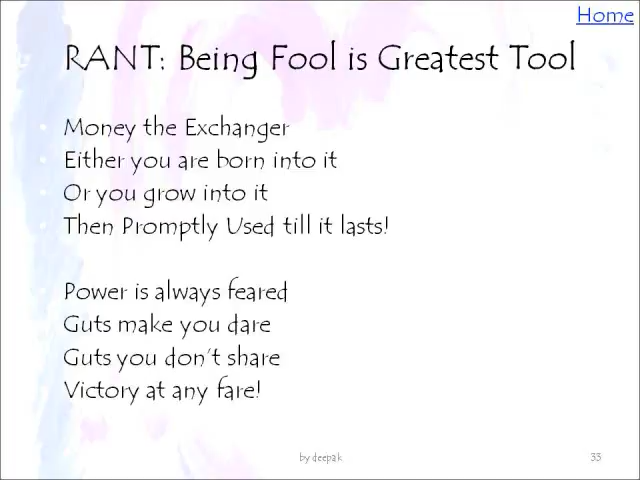 Home
RANT: Being Fool is Greatest Tool
Money the Exchanger
Either you are born into it
Or you grow into it
Then Promptly Used till it lasts!
Power is always feared
Guts make you dare
Guts you don't share
Victory at any fare!
by deepak
33